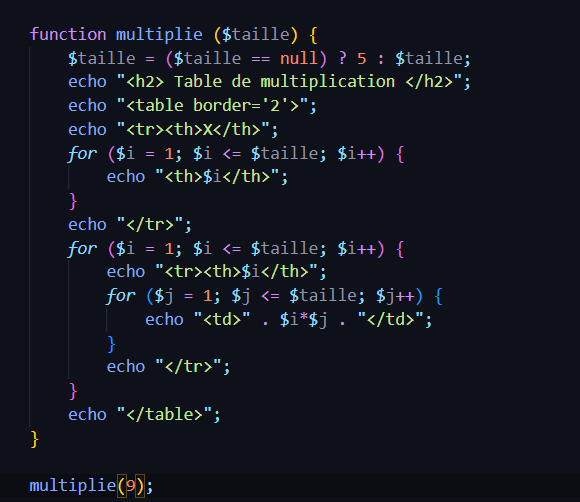 function multiplie ($taille) {
    $taille = ($taille == null) ? 5 : $taille;
    echo "<h2> Table de multiplication </h2>";
    echo "<table border='2'>";
    echo "<tr><th>X</th>";
    for ($i = 1; $i <= $taille; $i++) {
        echo "<th>$i</th>";
    }
    echo "</tr>";
    for ($i = 1; $i <= $taille; $i++) {
        echo "<tr><th>$i</th>";
        for ($j = 1; $j <= $taille; $j++) {
            echo "<td>" . $i*$j . "</td>";
        }
        echo "</tr>";
    }
    echo "</table>";
}

multiplie(9);